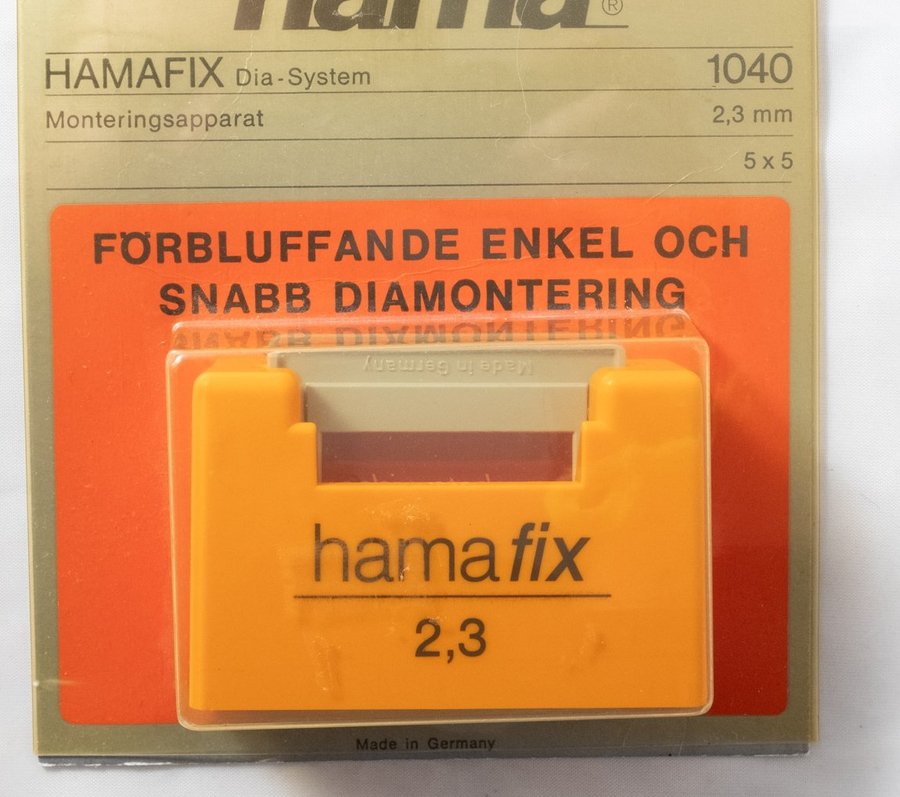 hama®
HAMAFIX Dia-System 1040
Monteringsapparat 2,3 mm
5 x 5
FÖRBLUFFANDE ENKEL OCH
SNABB DIAMONTERING
Made in Germany
hamafix
2,3
Made in Germany